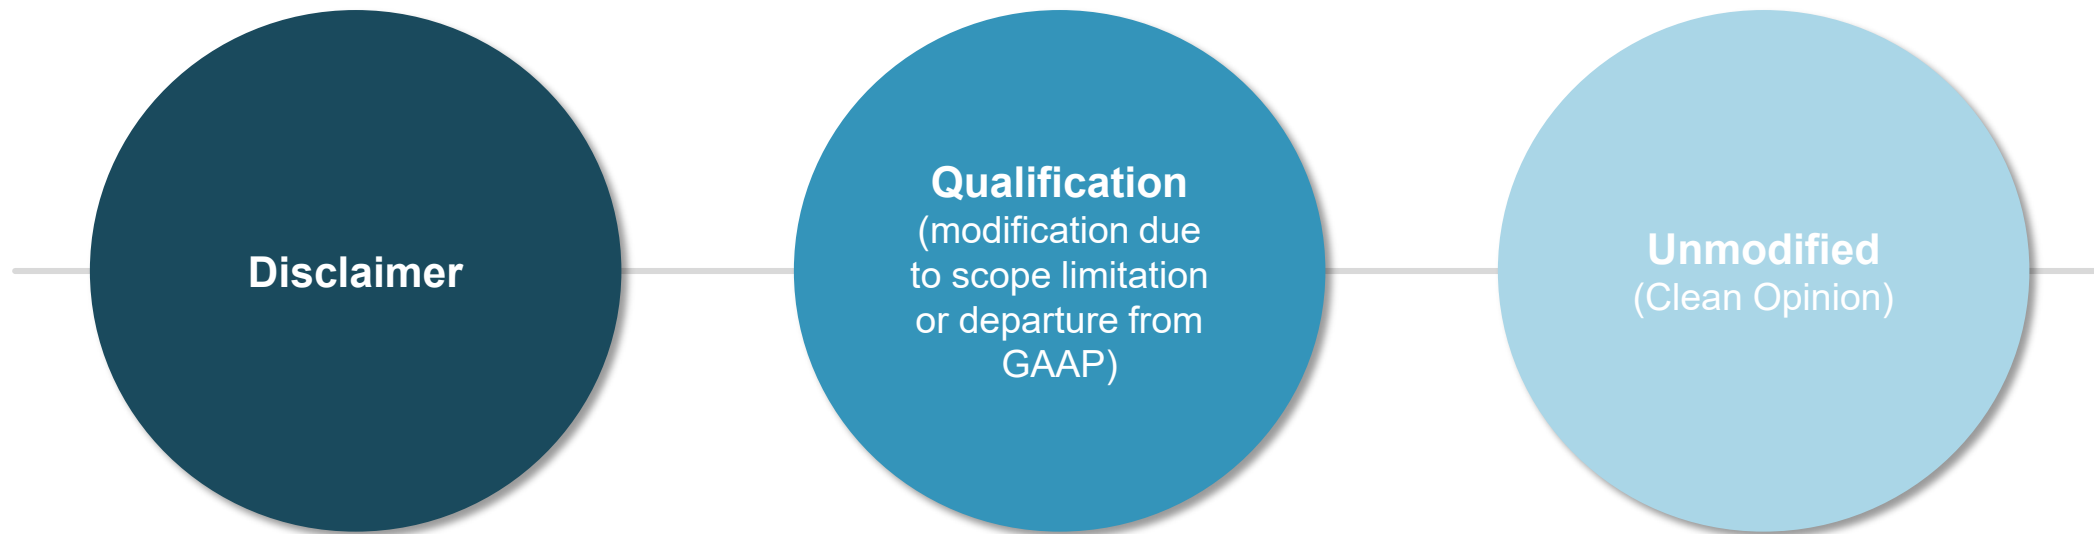 Disclaimer
Qualification
(modification due
to scope limitation
or departure from
GAAP)
Unmodified
(Clean Opinion)